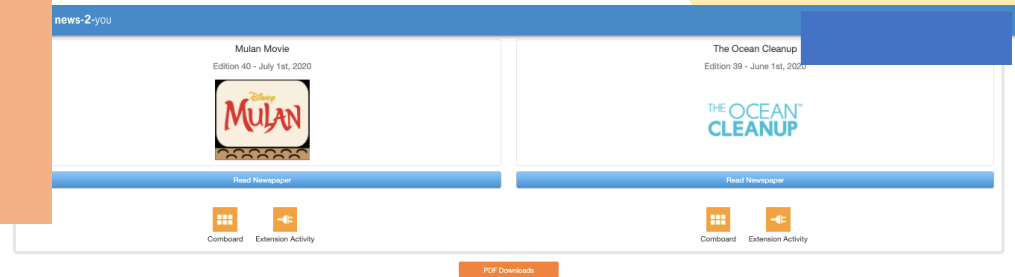 news-2-you
Mulan Movie
Edition 40 - July 1st, 2020
Disney
MULAN
Read Newspaper
Comboard Extension Activity
The Ocean Cleanup
Edition 39 - June 1st, 2020
THE OCEAN™
CLEANUP
Read Newspaper
Comboard Extension Activity
PDF Downloads